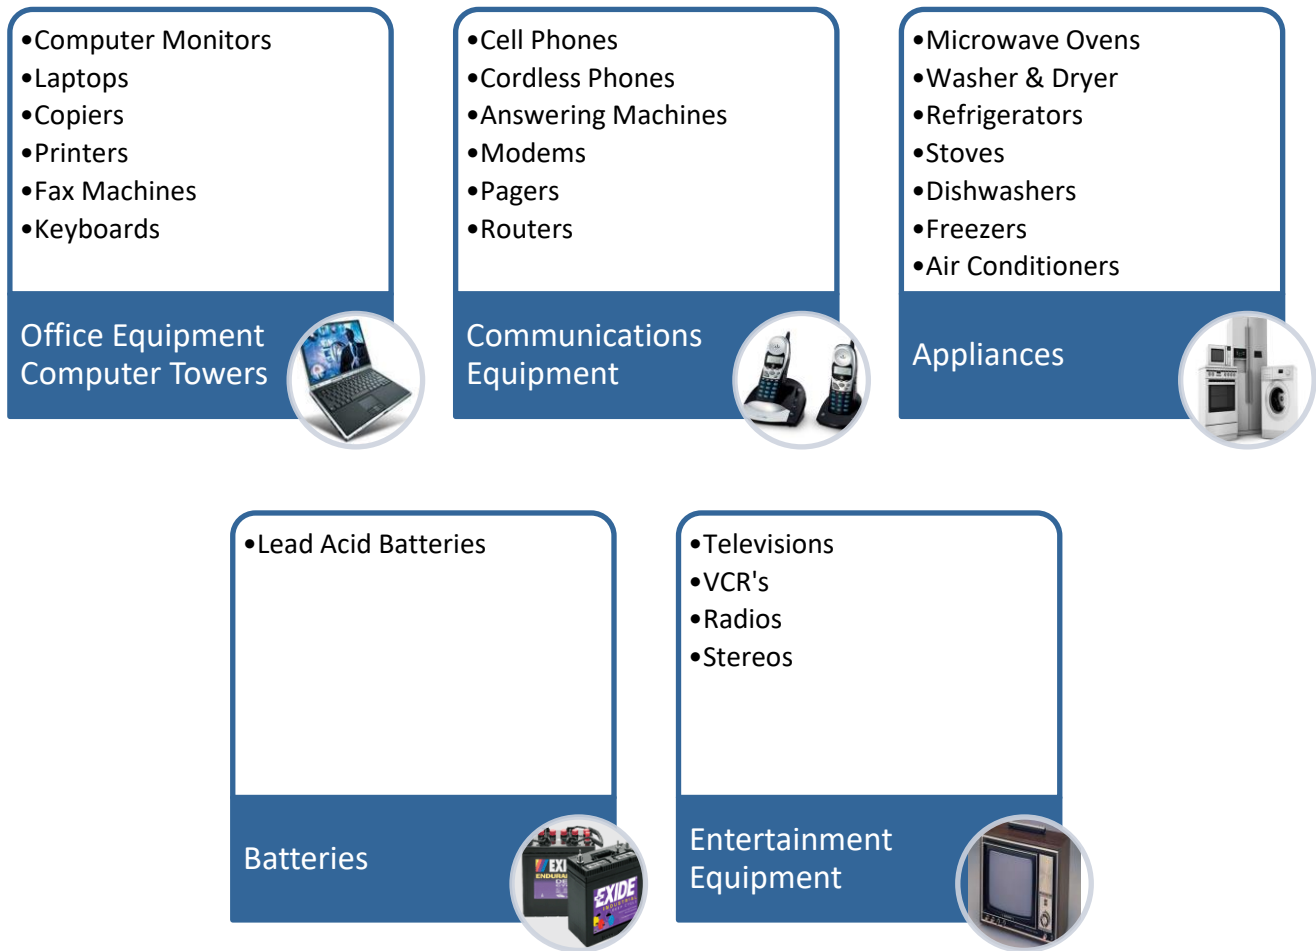 •Computer Monitors
•Laptops
•Copiers
•Printers
•Fax Machines
•Keyboards
Office Equipment
Computer Towers
•Cell Phones
•Cordless Phones
•Answering Machines
•Modems
•Pagers
•Routers
Communications
Equipment
•Microwave Ovens
•Washer & Dryer
•Refrigerators
•Stoves
•Dishwashers
•Freezers
•Air Conditioners
Appliances
•Lead Acid Batteries
Batteries
EXIDE
INDUSTRIAL
•Televisions
•VCR's
•Radios
•Stereos
Entertainment
Equipment